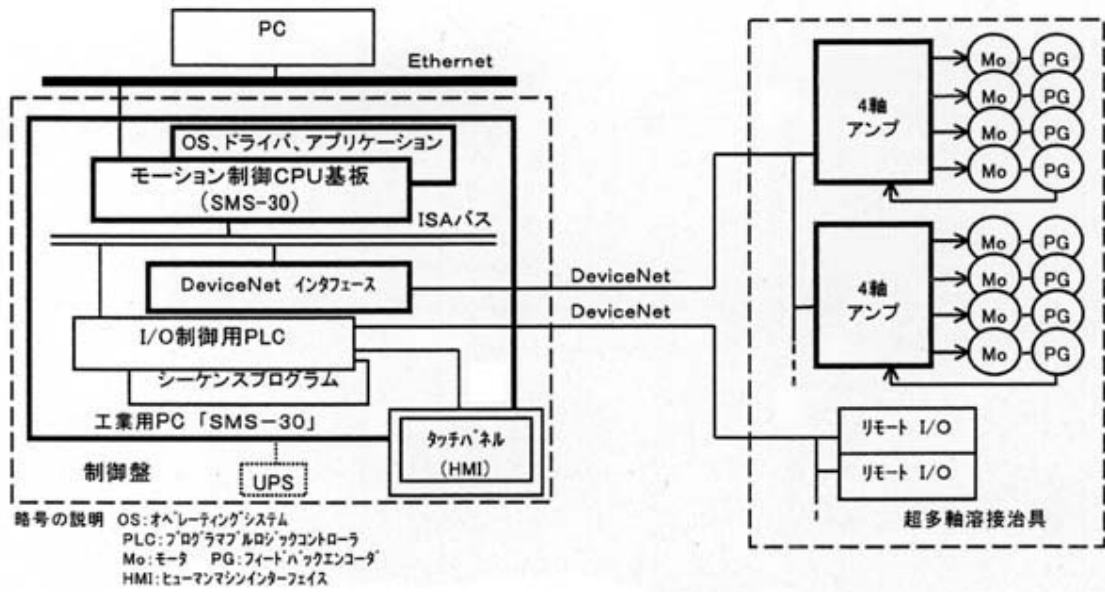 PC
Ethernet
OS、ドライバ、アプリケーション
モーション制御CPU基板
(SMS-30)
ISAバス
DeviceNet インタフェース
I/O制御用PLC
シーケンスプログラム
工業用PC「SMS-30」
タッチパネル
(HMI)
制御盤
UPS
DeviceNet
DeviceNet
4軸
アンプ
Mo
PG
Mo
PG
Mo
PG
Mo
PG
4軸
アンプ
Mo
PG
Mo
PG
Mo
PG
Mo
PG
リモート I/O
リモート I/O
超多軸溶接治具
略号の説明 OS:オペレーティングシステム
PLC:プログラマブルロジックコントローラ
Mo:モータ PG:フィードバックエンコーダ
HMI:ヒューマンマシンインターフェイス